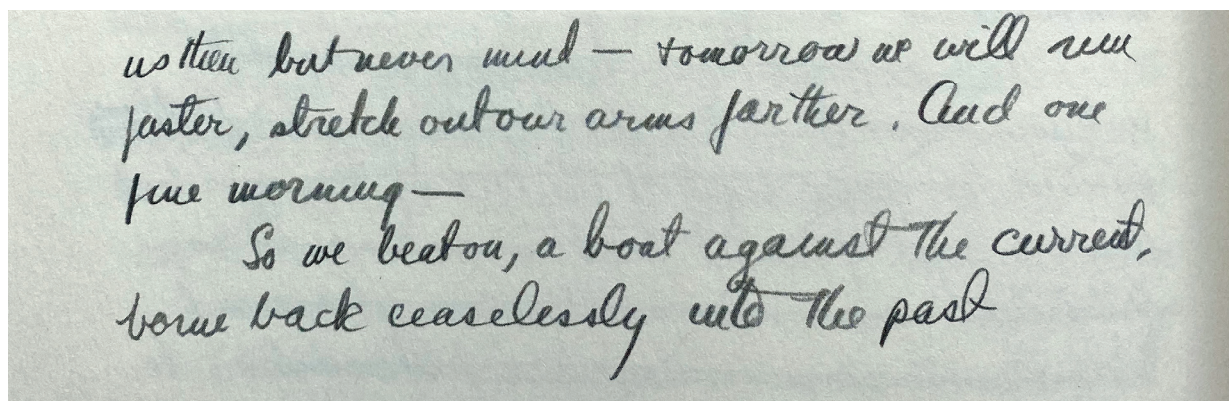 us then but never mind — tomorrow we will run
faster, stretch out our arms farther. And one
fine morning —
So we beat on, a boat against the current,
borne back ceaselessly into the past